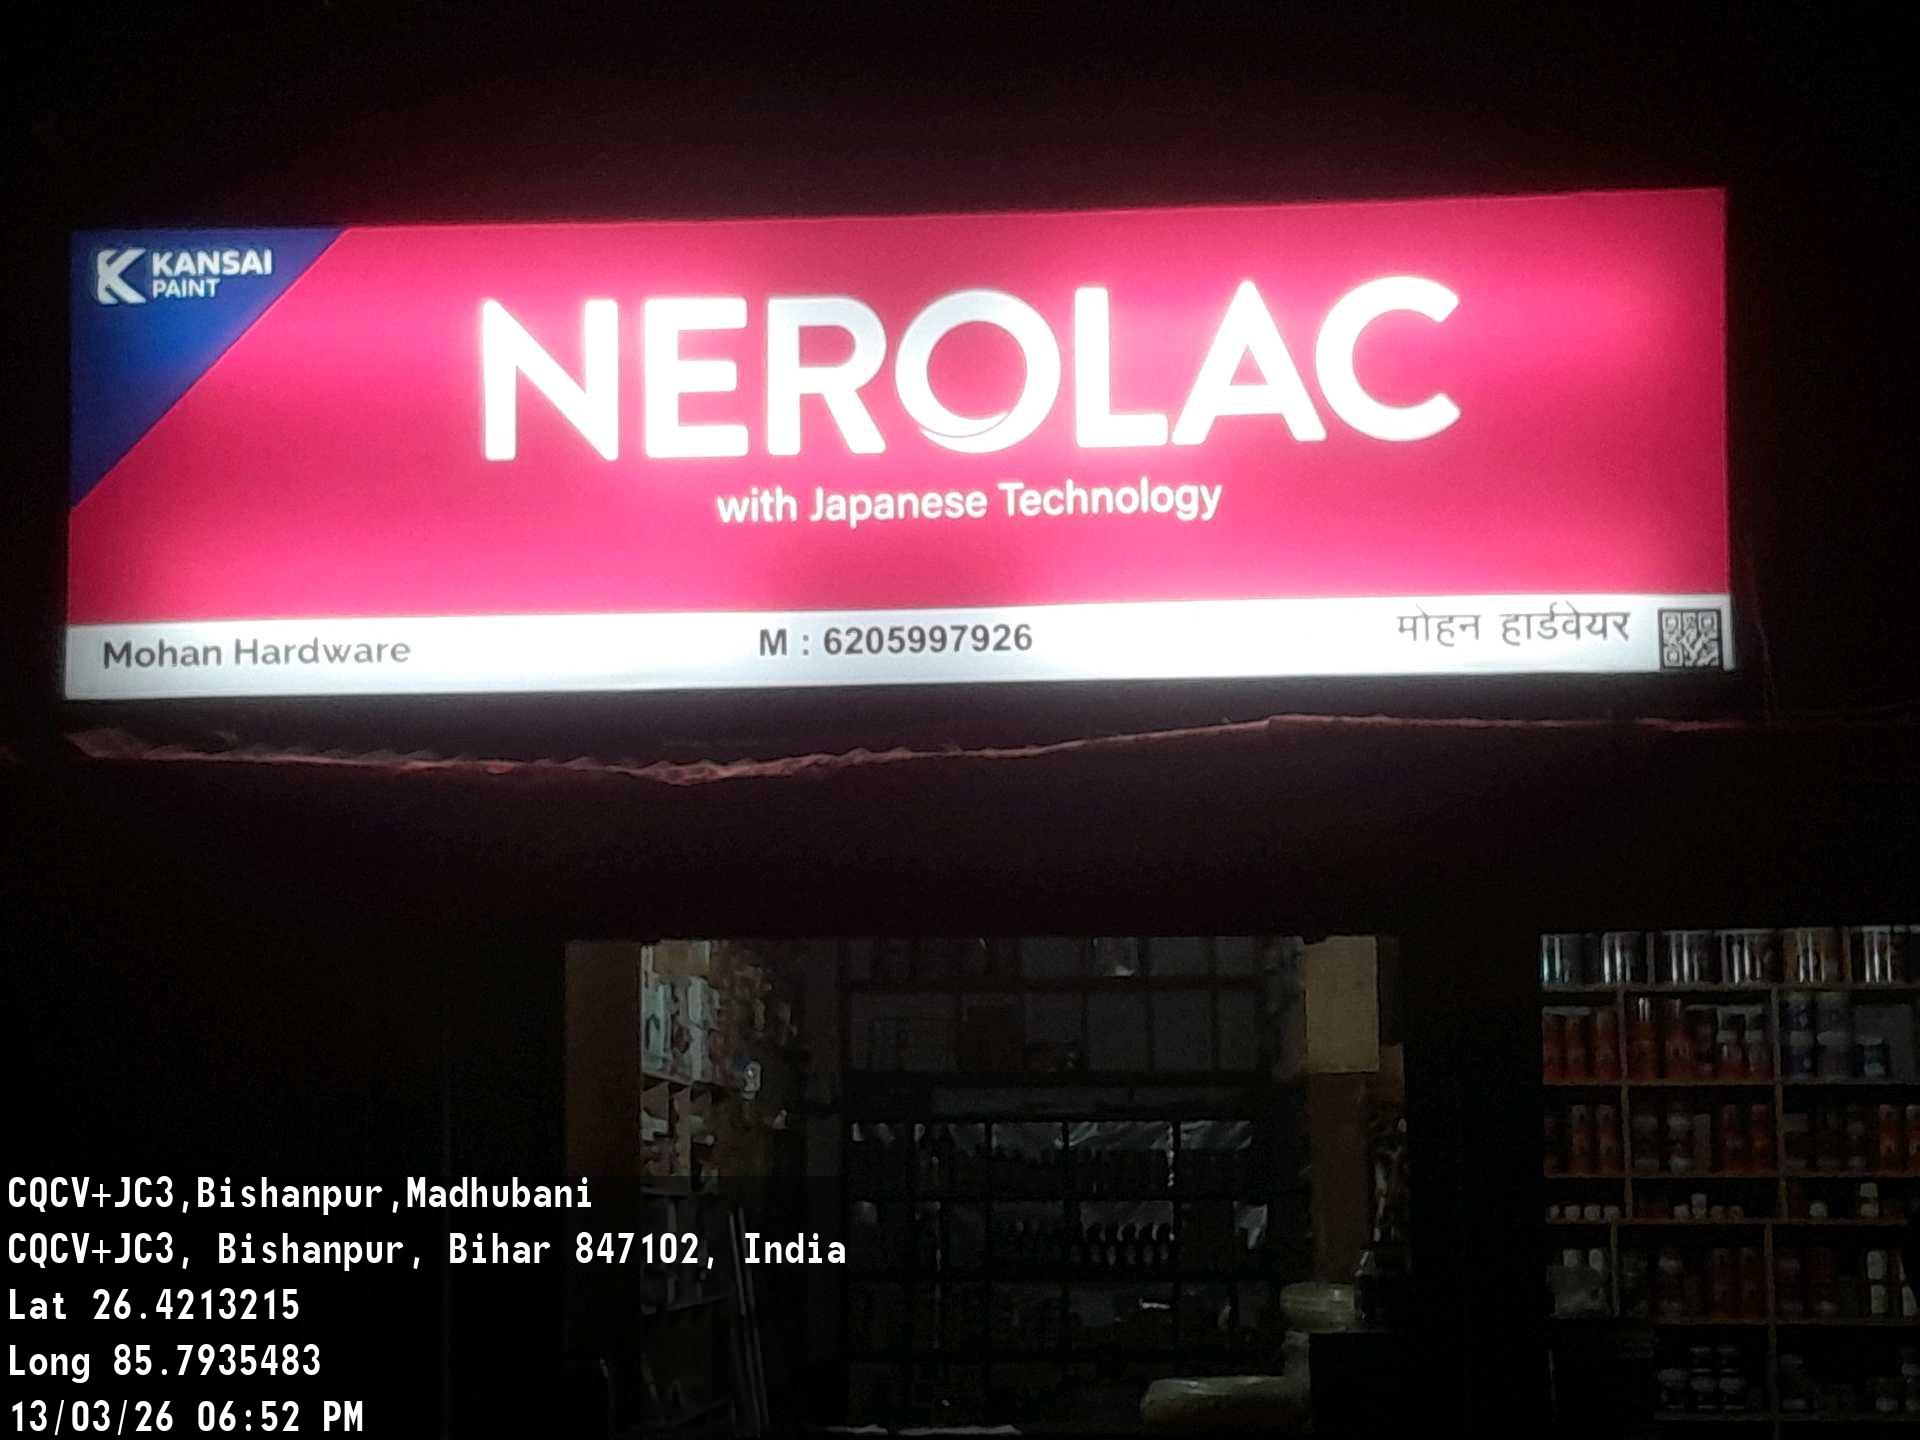 KANSAI
PAINT
NEROLAC
with Japanese Technology
Mohan Hardware
M : 6205997926
मोहन हार्डवेयर
CQCV+JC3,Bishanpur,Madhubani
CQCV+JC3, Bishanpur, Bihar 847102, India
Lat 26.4213215
Long 85.7935483
13/03/26 06:52 PM